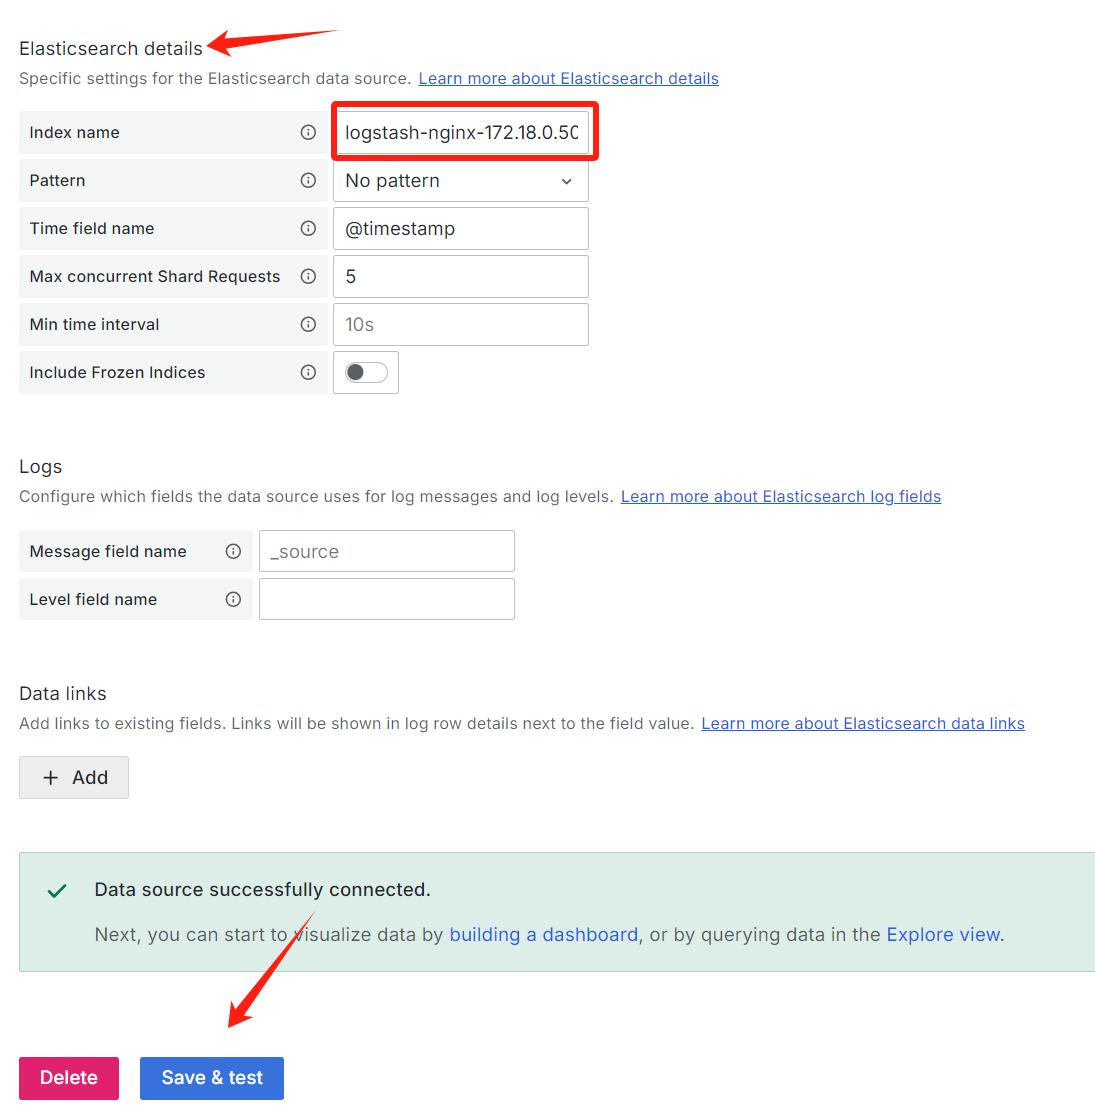 Elasticsearch details
Specific settings for the Elasticsearch data source. Learn more about Elasticsearch details
Index name
logstash-nginx-172.18.0.50
Pattern
No pattern
Time field name
@timestamp
Max concurrent Shard Requests
5
Min time interval
10s
Include Frozen Indices
Logs
Configure which fields the data source uses for log messages and log levels. Learn more about Elasticsearch log fields
Message field name
_source
Level field name
Data links
Add links to existing fields. Links will be shown in log row details next to the field value. Learn more about Elasticsearch data links
+ Add
Data source successfully connected.
Next, you can start to visualize data by building a dashboard, or by querying data in the Explore view.
Delete
Save & test